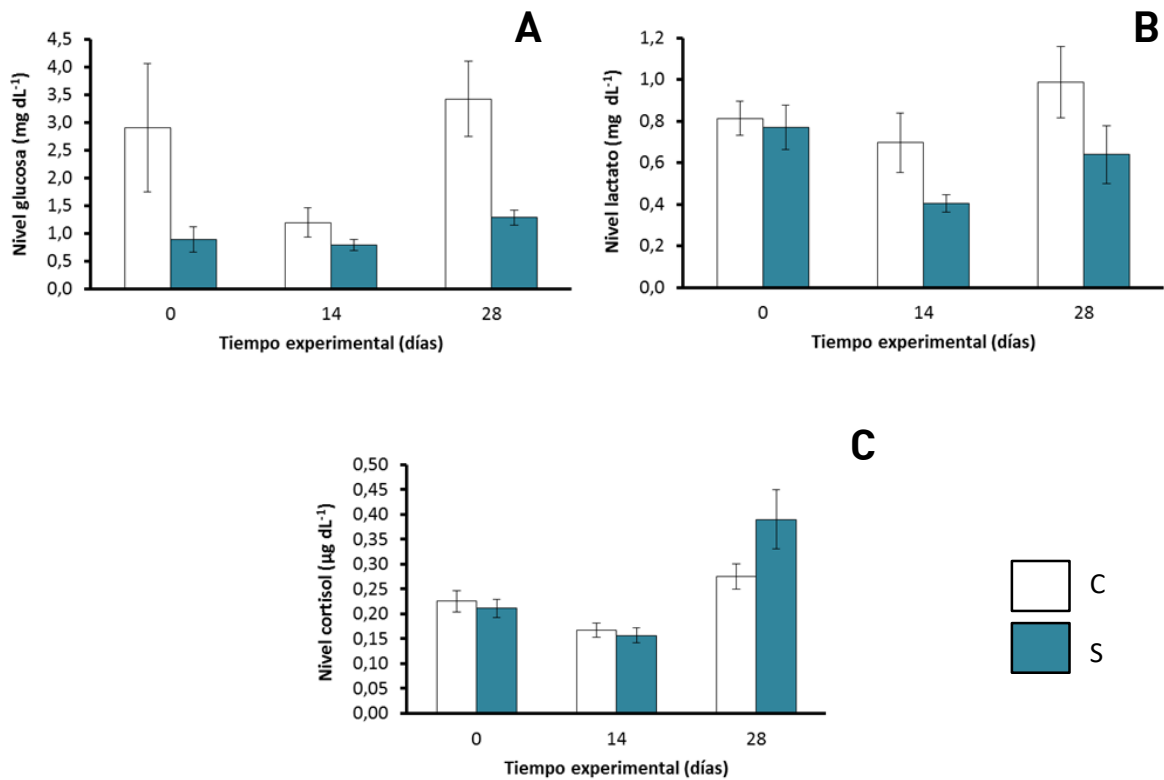 A
Nivel glucosa (mg dL⁻¹)
4,5
4,0
3,5
3,0
2,5
2,0
1,5
1,0
0,5
0,0
0 14 28
Tiempo experimental (días)
B
Nivel lactato (mg dL⁻¹)
1,2
1,0
0,8
0,6
0,4
0,2
0,0
0 14 28
Tiempo experimental (días)
C
Nivel cortisol (µg dL⁻¹)
0,50
0,45
0,40
0,35
0,30
0,25
0,20
0,15
0,10
0,05
0,00
0 14 28
Tiempo experimental (días)
C
S